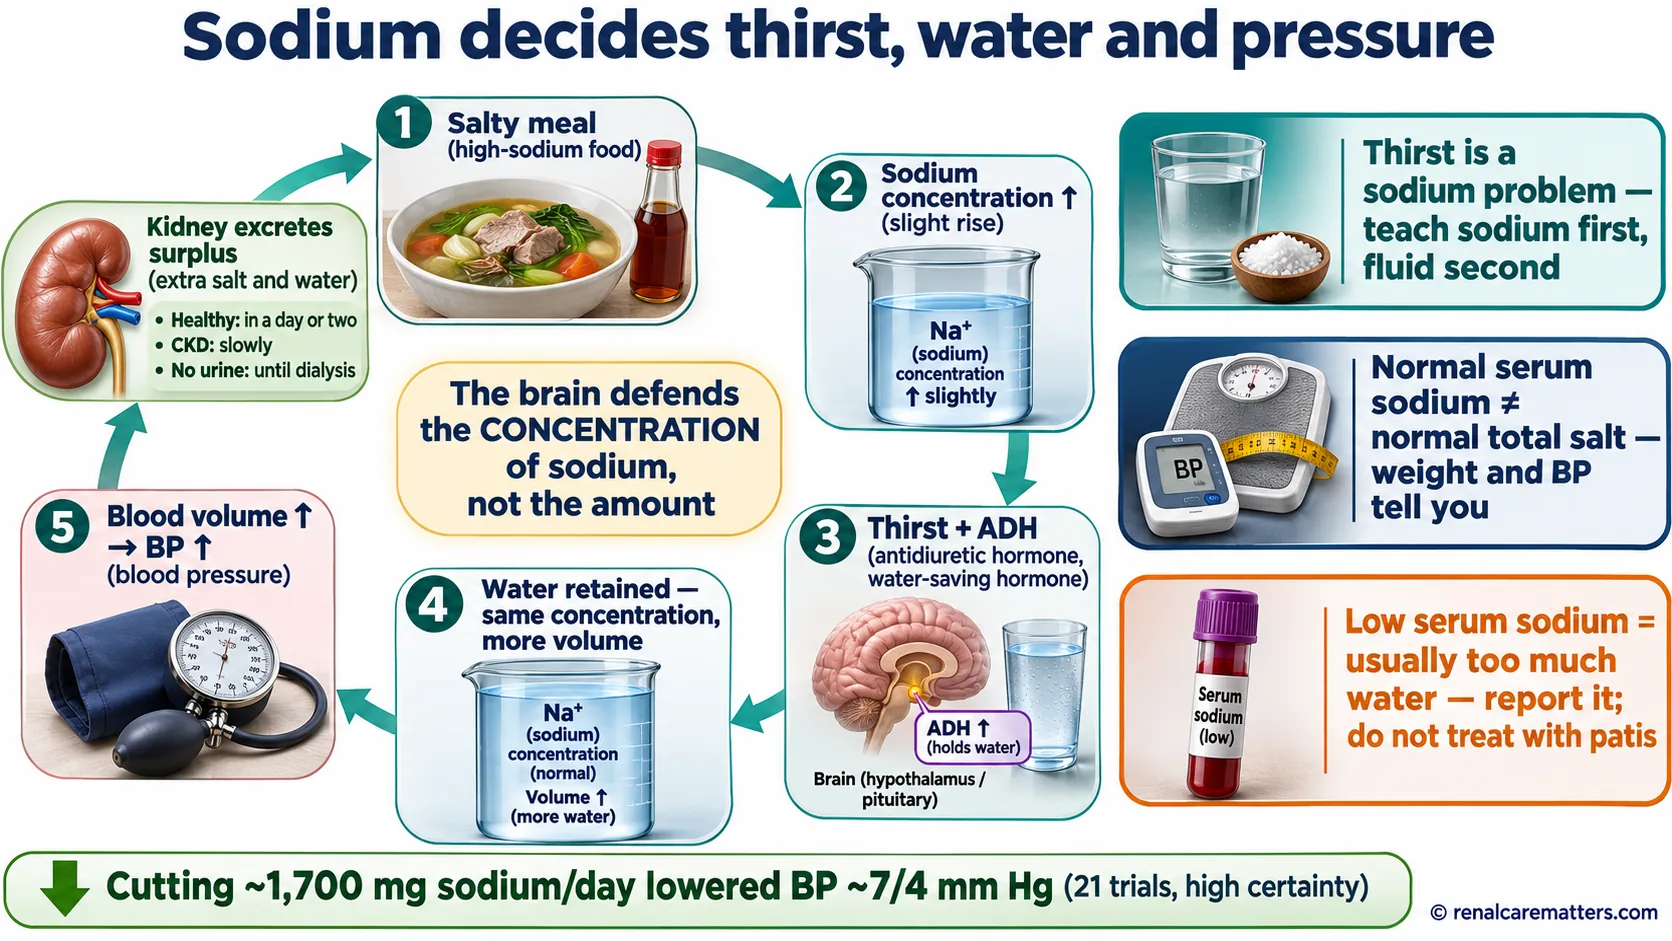 Sodium decides thirst, water and pressure
1
Salty meal
(high-sodium food)
2
Sodium
concentration ↑
(slight rise)
Na⁺
(sodium)
concentration
↑ slightly
3
Thirst + ADH
(antidiuretic hormone,
water-saving hormone)
ADH ↑
(holds water)
Brain (hypothalamus /
pituitary)
4
Water retained —
same concentration,
more volume
Na⁺
(sodium)
concentration
(normal)
Volume ↑
(more water)
5
Blood volume ↑
→ BP ↑
(blood pressure)
Kidney excretes
surplus
(extra salt and water)
• Healthy: in a day or two
• CKD: slowly
• No urine: until dialysis
The brain defends
the CONCENTRATION
of sodium,
not the amount
Thirst is a
sodium problem —
teach sodium first,
fluid second
BP
Normal serum
sodium ≠
normal total salt —
weight and BP
tell you
Serum
sodium
(low)
Low serum sodium =
usually too much
water — report it;
do not treat with patis
Cutting ~1,700 mg sodium/day lowered BP ~7/4 mm Hg (21 trials, high certainty)
© renalcarematters.com